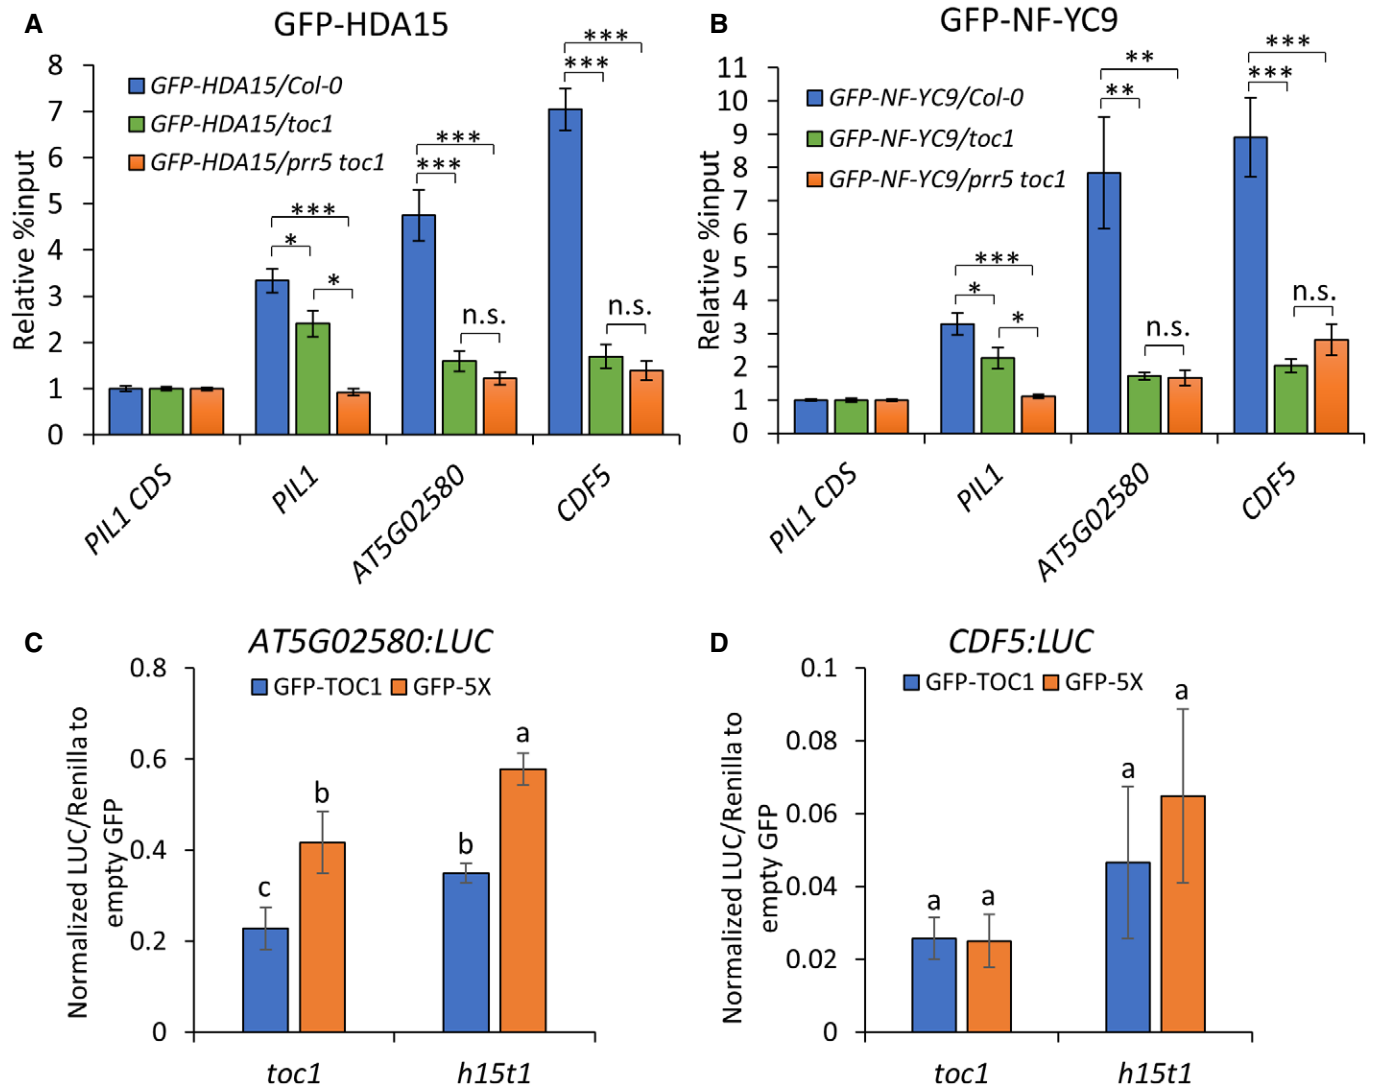 A
GFP-HDA15
Relative %input
8
7
6
5
4
3
2
1
0
GFP-HDA15/Col-0
GFP-HDA15/toc1
GFP-HDA15/prr5 toc1
***
*
*
***
***
n.s.
***
***
n.s.
PIL1 CDS
PIL1
AT5G02580
CDF5
B
GFP-NF-YC9
Relative %input
11
10
9
8
7
6
5
4
3
2
1
0
GFP-NF-YC9/Col-0
GFP-NF-YC9/toc1
GFP-NF-YC9/prr5 toc1
***
*
*
**
**
n.s.
***
***
n.s.
PIL1 CDS
PIL1
AT5G02580
CDF5
C
AT5G02580:LUC
Normalized LUC/Renilla to
empty GFP
0.8
0.6
0.4
0.2
0
GFP-TOC1
GFP-5X
c
b
b
a
toc1
h15t1
D
CDF5:LUC
Normalized LUC/Renilla to
empty GFP
0.1
0.08
0.06
0.04
0.02
0
GFP-TOC1
GFP-5X
a
a
a
a
toc1
h15t1